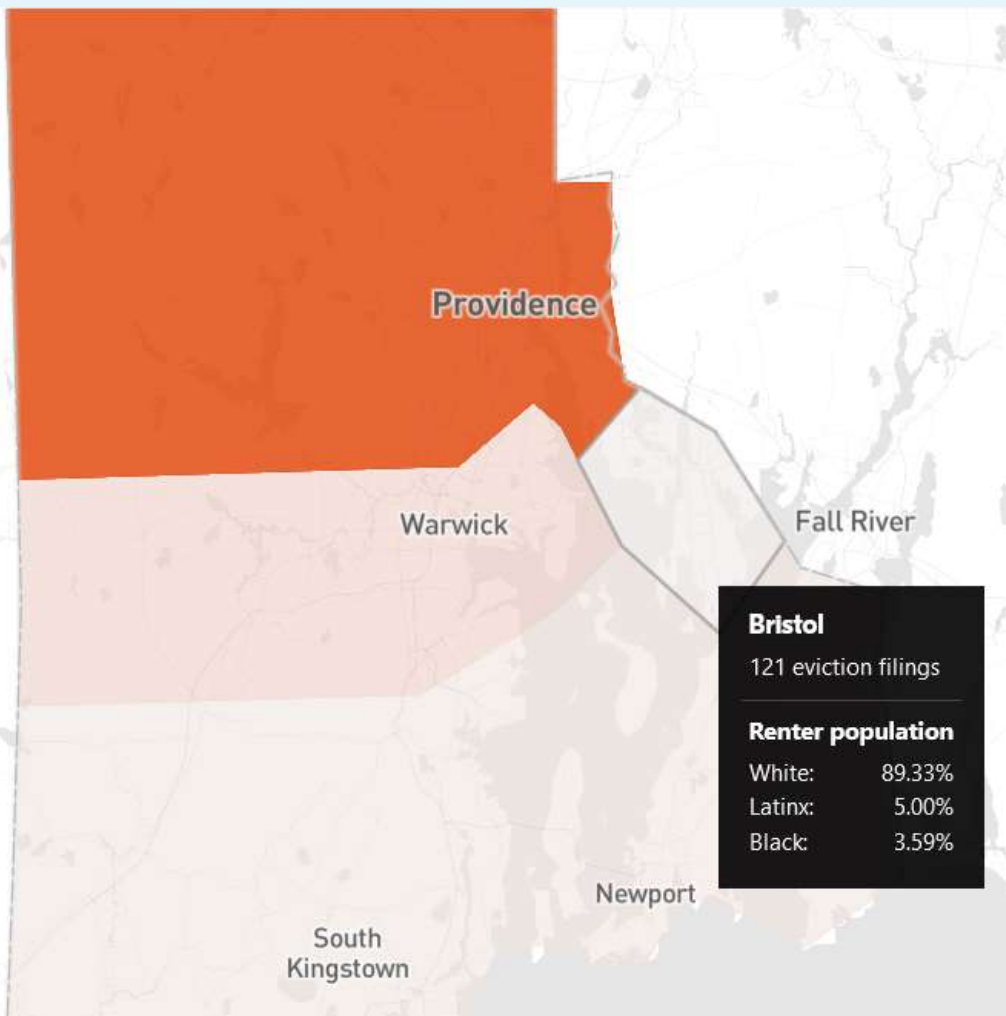 Providence
Warwick
Fall River
Bristol
121 eviction filings
Renter population
White: 89.33%
Latinx: 5.00%
Black: 3.59%
Newport
South
Kingstown